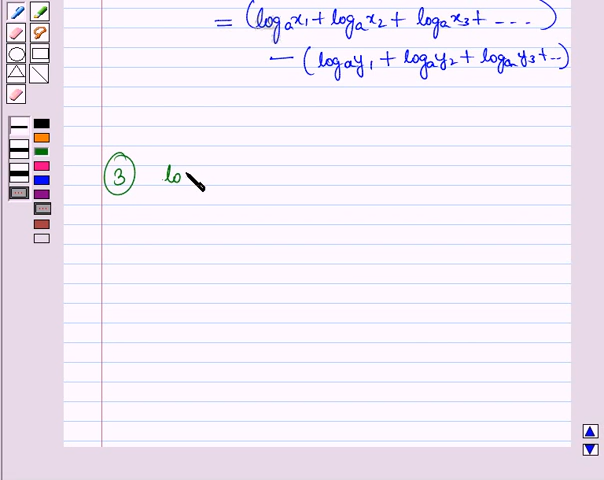 = (logₐx₁ + logₐx₂ + logₐx₃ + ....)
— (logₐy₁ + logₐy₂ + logₐy₃ + ..)
③ lo